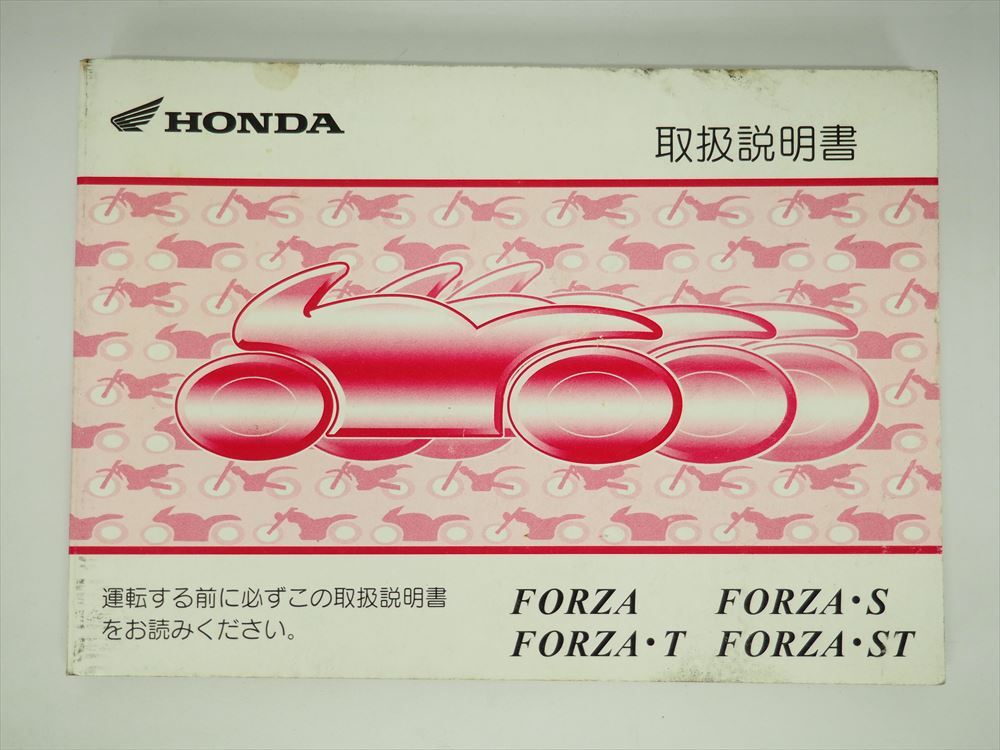 HONDA
取扱説明書
運転する前に必ずこの取扱説明書
をお読みください。
FORZA FORZA・S
FORZA・T FORZA・ST